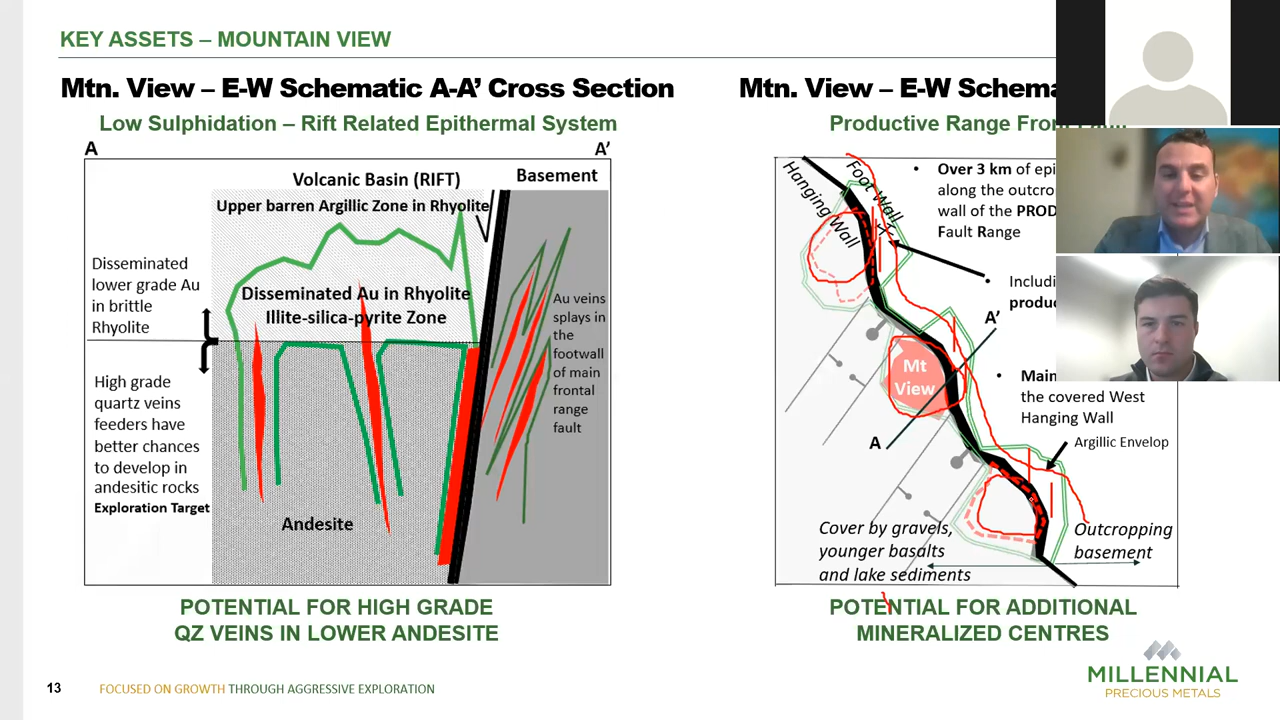 KEY ASSETS – MOUNTAIN VIEW
Mtn. View – E-W Schematic A-A’ Cross Section
Low Sulphidation – Rift Related Epithermal System
A
A’
Volcanic Basin (RIFT)
Basement
Upper barren Argillic Zone in Rhyolite
Disseminated
lower grade Au
in brittle
Rhyolite
Disseminated Au in Rhyolite
Illite-silica-pyrite Zone
Au veins
splays in
the
footwall
of main
frontal
range
fault
High grade
quartz veins
feeders have
better chances
to develop in
andesitic rocks
Exploration Target
Andesite
POTENTIAL FOR HIGH GRADE
QZ VEINS IN LOWER ANDESITE
Mtn. View – E-W Schema
Productive Range Front Fault
Hanging Wall
Foot Wall
• Over 3 km of epi
along the outcro
wall of the PROD
Fault Range
• Includi
produc
A’
Mt
View
• Main
the covered West
Hanging Wall
A
Argillic Envelop
Cover by gravels,
younger basalts
and lake sediments
Outcropping
basement
POTENTIAL FOR ADDITIONAL
MINERALIZED CENTRES
13
FOCUSED ON GROWTH THROUGH AGGRESSIVE EXPLORATION
MILLENNIAL
PRECIOUS METALS